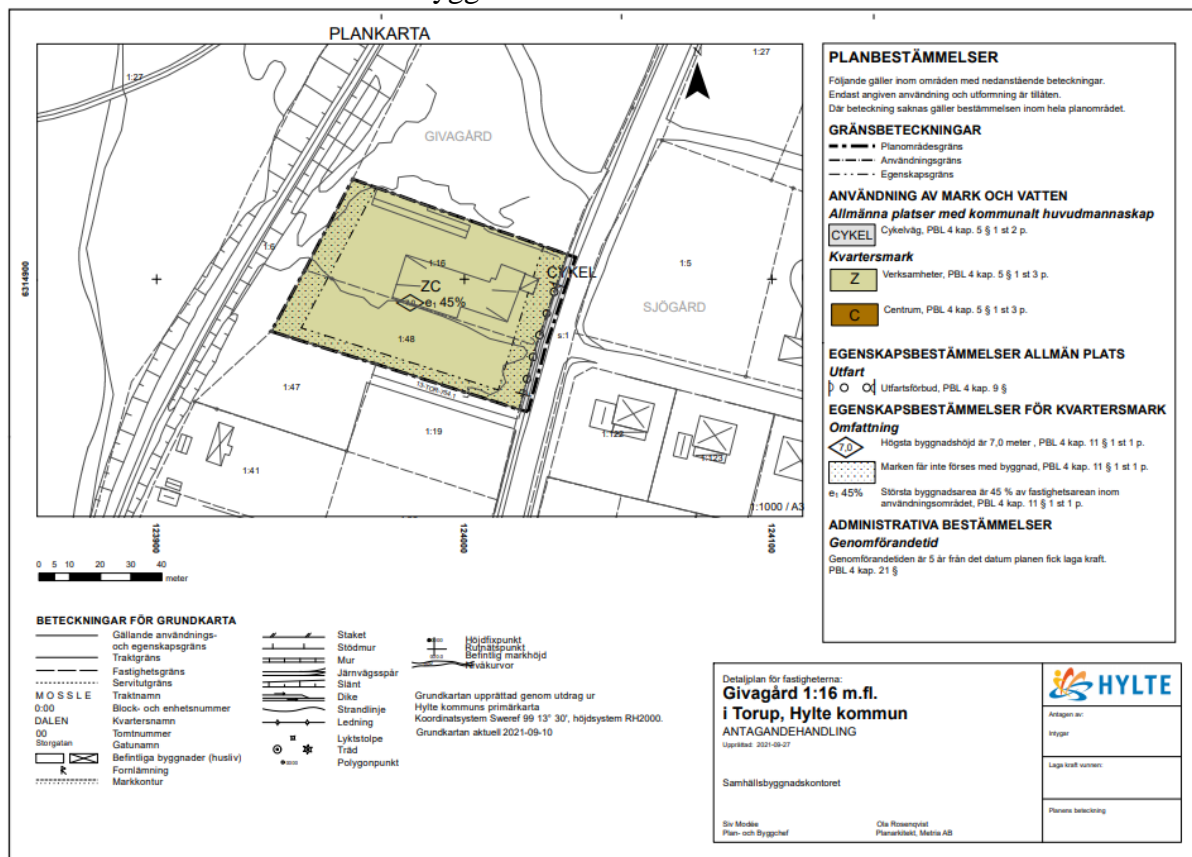 PLANKARTA
1:27
1:27
GIVAGÅRD
1:6
1:16
CYKEL
1:5
ZC
7,0 e₁ 45%
SJÖGÅRD
6314900
s:1
1:48
1:47
13-TOR-254.1
1:19
1:122
1:123
1:41
1:1000 / A3
123900
124000
124100
0 5 10 20 30 40
meter
PLANBESTÄMMELSER
Följande gäller inom områden med nedanstående beteckningar.
Endast angiven användning och utformning är tillåten.
Där beteckning saknas gäller bestämmelsen inom hela planområdet.
GRÄNSBETECKNINGAR
Planområdesgräns
Användningsgräns
Egenskapsgräns
ANVÄNDNING AV MARK OCH VATTEN
Allmänna platser med kommunalt huvudmannaskap
CYKEL Cykelväg, PBL 4 kap. 5 § 1 st 2 p.
Kvartersmark
Z Verksamheter, PBL 4 kap. 5 § 1 st 3 p.
C Centrum, PBL 4 kap. 5 § 1 st 3 p.
EGENSKAPSBESTÄMMELSER ALLMÄN PLATS
Utfart
Utfartsförbud, PBL 4 kap. 9 §
EGENSKAPSBESTÄMMELSER FÖR KVARTERSMARK
Omfattning
7,0 Högsta byggnadshöjd är 7,0 meter , PBL 4 kap. 11 § 1 st 1 p.
Marken får inte förses med byggnad, PBL 4 kap. 11 § 1 st 1 p.
e₁ 45% Största byggnadsarea är 45 % av fastighetsarean inom
användningsområdet, PBL 4 kap. 11 § 1 st 1 p.
ADMINISTRATIVA BESTÄMMELSER
Genomförandetid
Genomförandetiden är 5 år från det datum planen fick laga kraft.
PBL 4 kap. 21 §
BETECKNINGAR FÖR GRUNDKARTA
Gällande användnings-
och egenskapsgräns
Traktgräns
Fastighetsgräns
Servitutgräns
MOSSLE Traktnamn
0:00 Block- och enhetsnummer
DALEN Kvartersnamn
00 Tomtnummer
Storgatan Gatunamn
Befintliga byggnader (husliv)
Fornlämning
Markkontur
Staket
Stödmur
Mur
Järnvägsspår
Slänt
Dike
Strandlinje
Ledning
Lyktstolpe
Träd
Polygonpunkt
Höjdfixpunkt
Rutnätspunkt
Befintlig markhöjd
Nivåkurvor
Grundkartan upprättad genom utdrag ur
Hylte kommuns primärkarta
Koordinatsystem Sweref 99 13° 30', höjdsystem RH2000.
Grundkartan aktuell 2021-09-10
Detaljplan för fastigheterna:
Givagård 1:16 m.fl.
i Torup, Hylte kommun
ANTAGANDEHANDLING
Upprättad: 2021-09-27
Samhällsbyggnadskontoret
Siv Modée
Plan- och Byggchef
Ola Rosenqvist
Planarkitekt, Metria AB
HYLTE
Antagen av:
Intygar
Laga kraft vunnen:
Planens beteckning